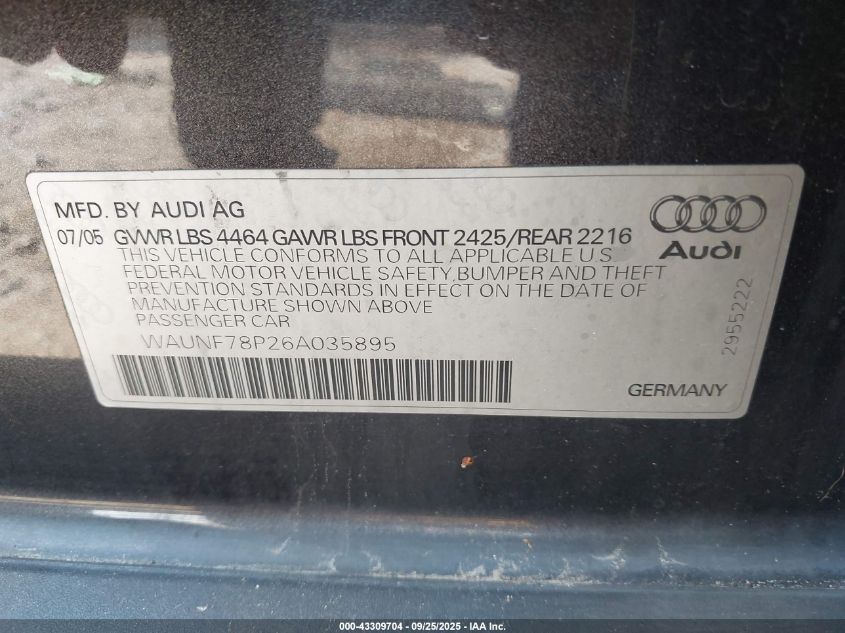 MFD. BY AUDI AG
07/05 GVWR LBS 4464 GAWR LBS FRONT 2425/REAR 2216
THIS VEHICLE CONFORMS TO ALL APPLICABLE U.S
FEDERAL MOTOR VEHICLE SAFETY, BUMPER AND THEFT
PREVENTION STANDARDS IN EFFECT ON THE DATE OF
MANUFACTURE SHOWN ABOVE
PASSENGER CAR
WAUNF78P26A035895
Audi
2955222
GERMANY
000-43309704 - 09/25/2025 - IAA Inc.